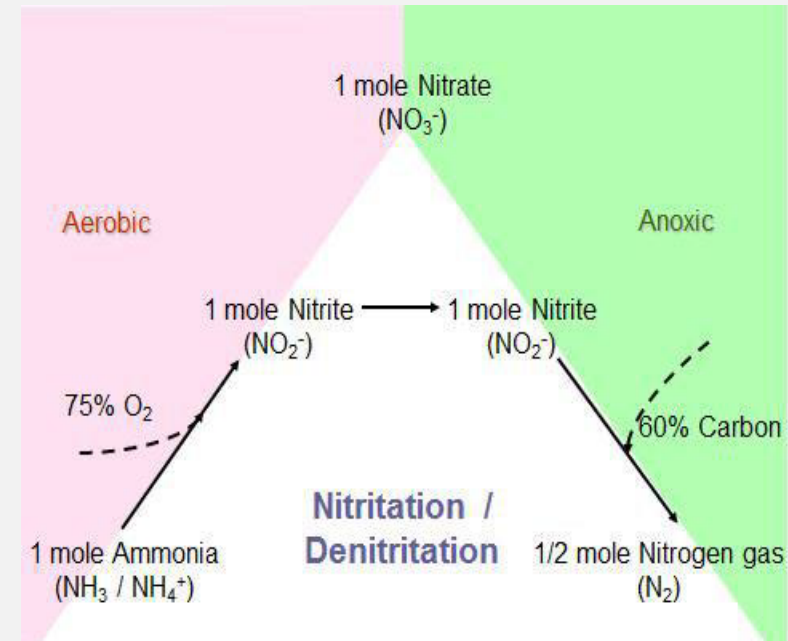 1 mole Nitrate
(NO₃⁻)
Aerobic
Anoxic
1 mole Nitrite
(NO₂⁻)
1 mole Nitrite
(NO₂⁻)
75% O₂
60% Carbon
Nitritation /
Denitritation
1 mole Ammonia
(NH₃ / NH₄⁺)
1/2 mole Nitrogen gas
(N₂)